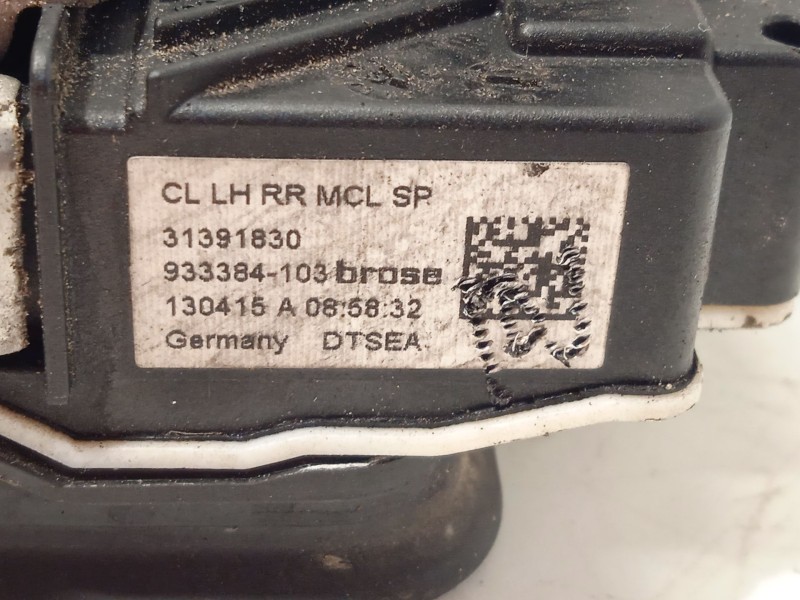 CL LH RR MCL SP
31391830
933384-103 brose
130415 A 08:58:32
Germany DTSEA